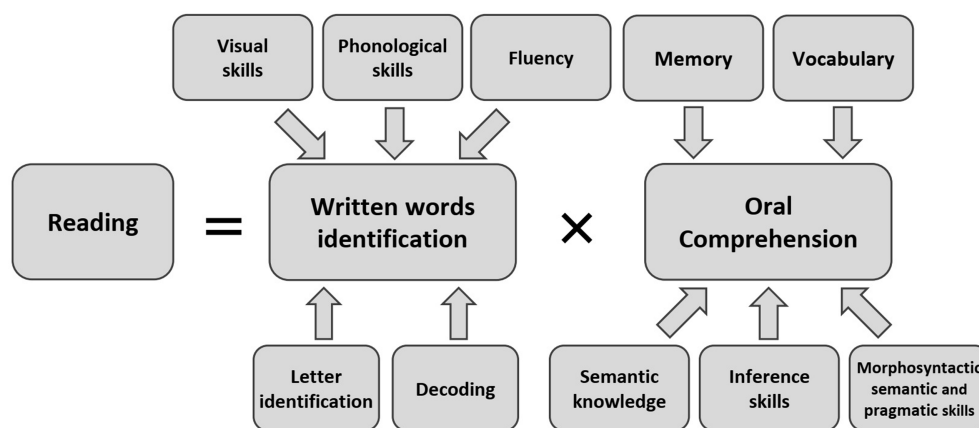 Visual
skills
Phonological
skills
Fluency
Memory
Vocabulary
Reading
=
Written words
identification
×
Oral
Comprehension
Letter
identification
Decoding
Semantic
knowledge
Inference
skills
Morphosyntactic
semantic and
pragmatic skills